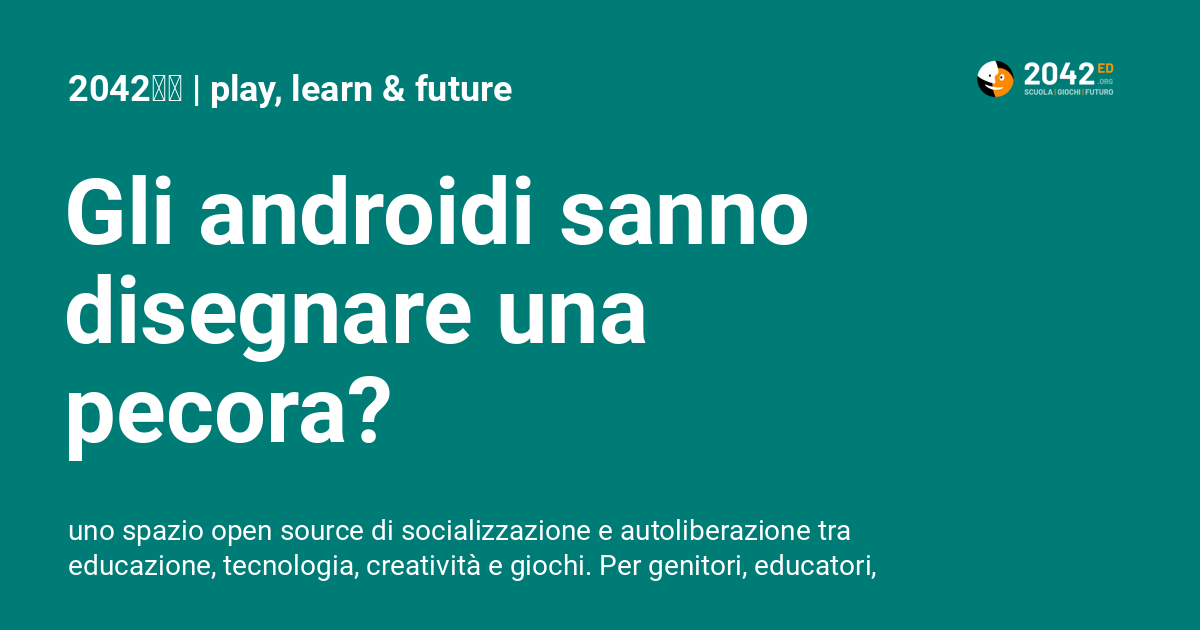 2042 | play, learn & future
2042 ED
.ORG
SCUOLA | GIOCHI | FUTURO
Gli androidi sanno
disegnare una
pecora?
uno spazio open source di socializzazione e autoliberazione tra
educazione, tecnologia, creatività e giochi. Per genitori, educatori,